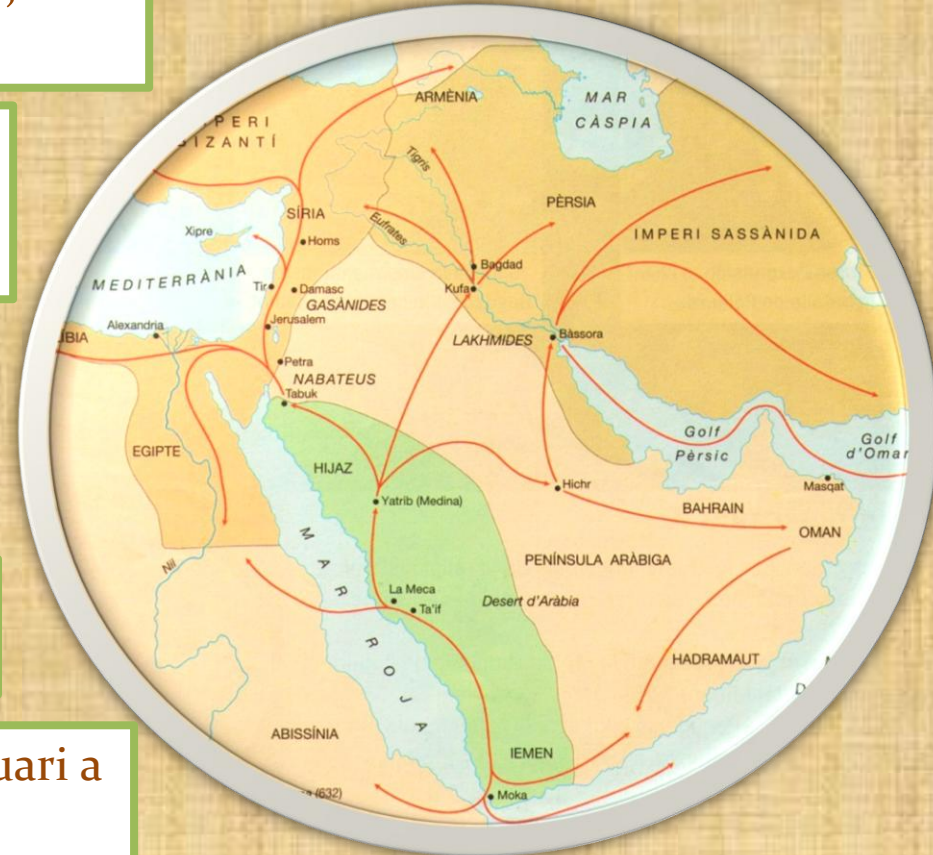 uari a
ARMÈNIA
MAR
CÀSPIA
PERI
IZANTÍ
Tigris
PÈRSIA
SÍRIA
Xipre
Eufrates
IMPERI SASSÀNIDA
Homs
Bagdad
MEDITERRÀNIA
Tir
Damasc
Kufa
GASÀNIDES
Alexandria
Jerusalem
ÚBIA
LAKHMIDES
Bàssora
Petra
NABATEUS
Tabuk
Golf
Pèrsic
Golf
d'Omar
EGIPTE
HIJAZ
Hichr
Masqat
Yatrib (Medina)
BAHRAIN
OMAN
MAR ROJA
PENÍNSULA ARÀBIGA
Nil
La Meca
Ta'if
Desert d'Aràbia
HADRAMAUT
ABISSÍNIA
IEMEN
(632)
Moka